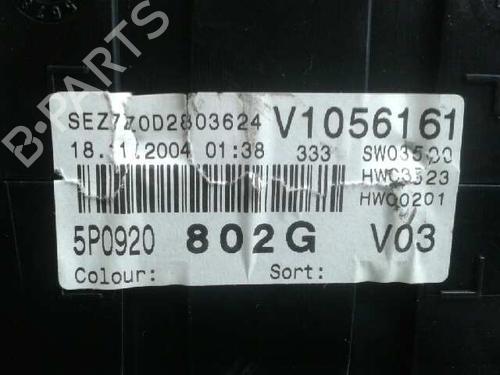 B-PARTS
SEZ7Z0D2803624 V1056161
18.11.2004 01:38 333 SW03500
HW03523
HW00201
5P0920 802G V03
Colour: Sort: